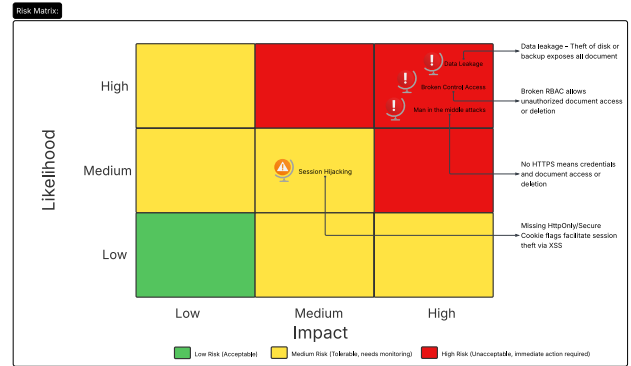 Risk Matrix:
Likelihood
High
Medium
Low
Data Leakage
Broken Control Access
Man in the middle attacks
Session Hijacking
Data leakage – Theft of disk or
backup exposes all document
Broken RBAC allows
unauthorized document access
or deletion
No HTTPS means credentials
and document access or
deletion
Missing HttpOnly/Secure
Cookie flags facilitate session
theft via XSS
Low
Medium
High
Impact
Low Risk (Acceptable)
Medium Risk (Tolerable, needs monitoring)
High Risk (Unacceptable, immediate action required)